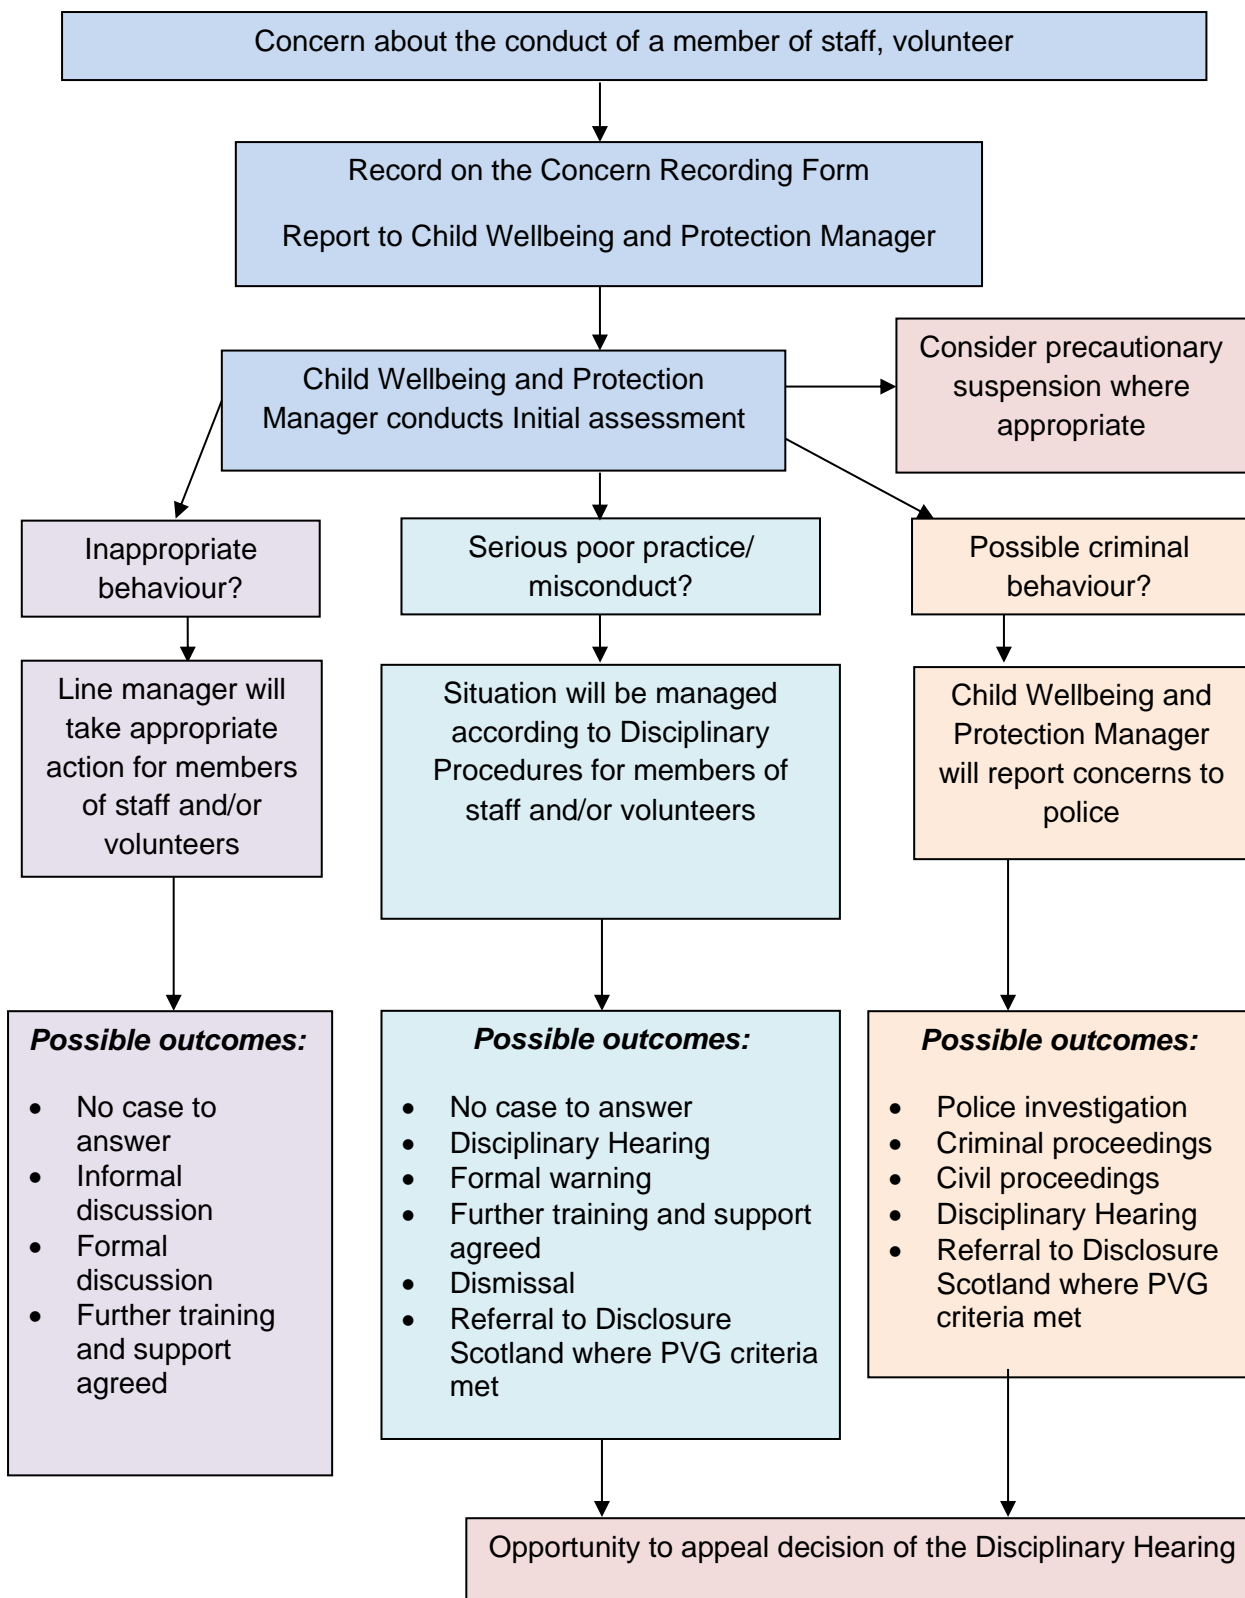 Concern about the conduct of a member of staff, volunteer
Record on the Concern Recording Form
Report to Child Wellbeing and Protection Manager
Consider precautionary
suspension where
appropriate
Child Wellbeing and Protection
Manager conducts Initial assessment
Inappropriate
behaviour?
Serious poor practice/
misconduct?
Possible criminal
behaviour?
Line manager will
take appropriate
action for members
of staff and/or
volunteers
Situation will be managed
according to Disciplinary
Procedures for members of
staff and/or volunteers
Child Wellbeing and
Protection Manager
will report concerns to
police
Possible outcomes:
• No case to
answer
• Informal
discussion
• Formal
discussion
• Further training
and support
agreed
Possible outcomes:
• No case to answer
• Disciplinary Hearing
• Formal warning
• Further training and support
agreed
• Dismissal
• Referral to Disclosure
Scotland where PVG criteria
met
Possible outcomes:
• Police investigation
• Criminal proceedings
• Civil proceedings
• Disciplinary Hearing
• Referral to Disclosure
Scotland where PVG
criteria met
Opportunity to appeal decision of the Disciplinary Hearing